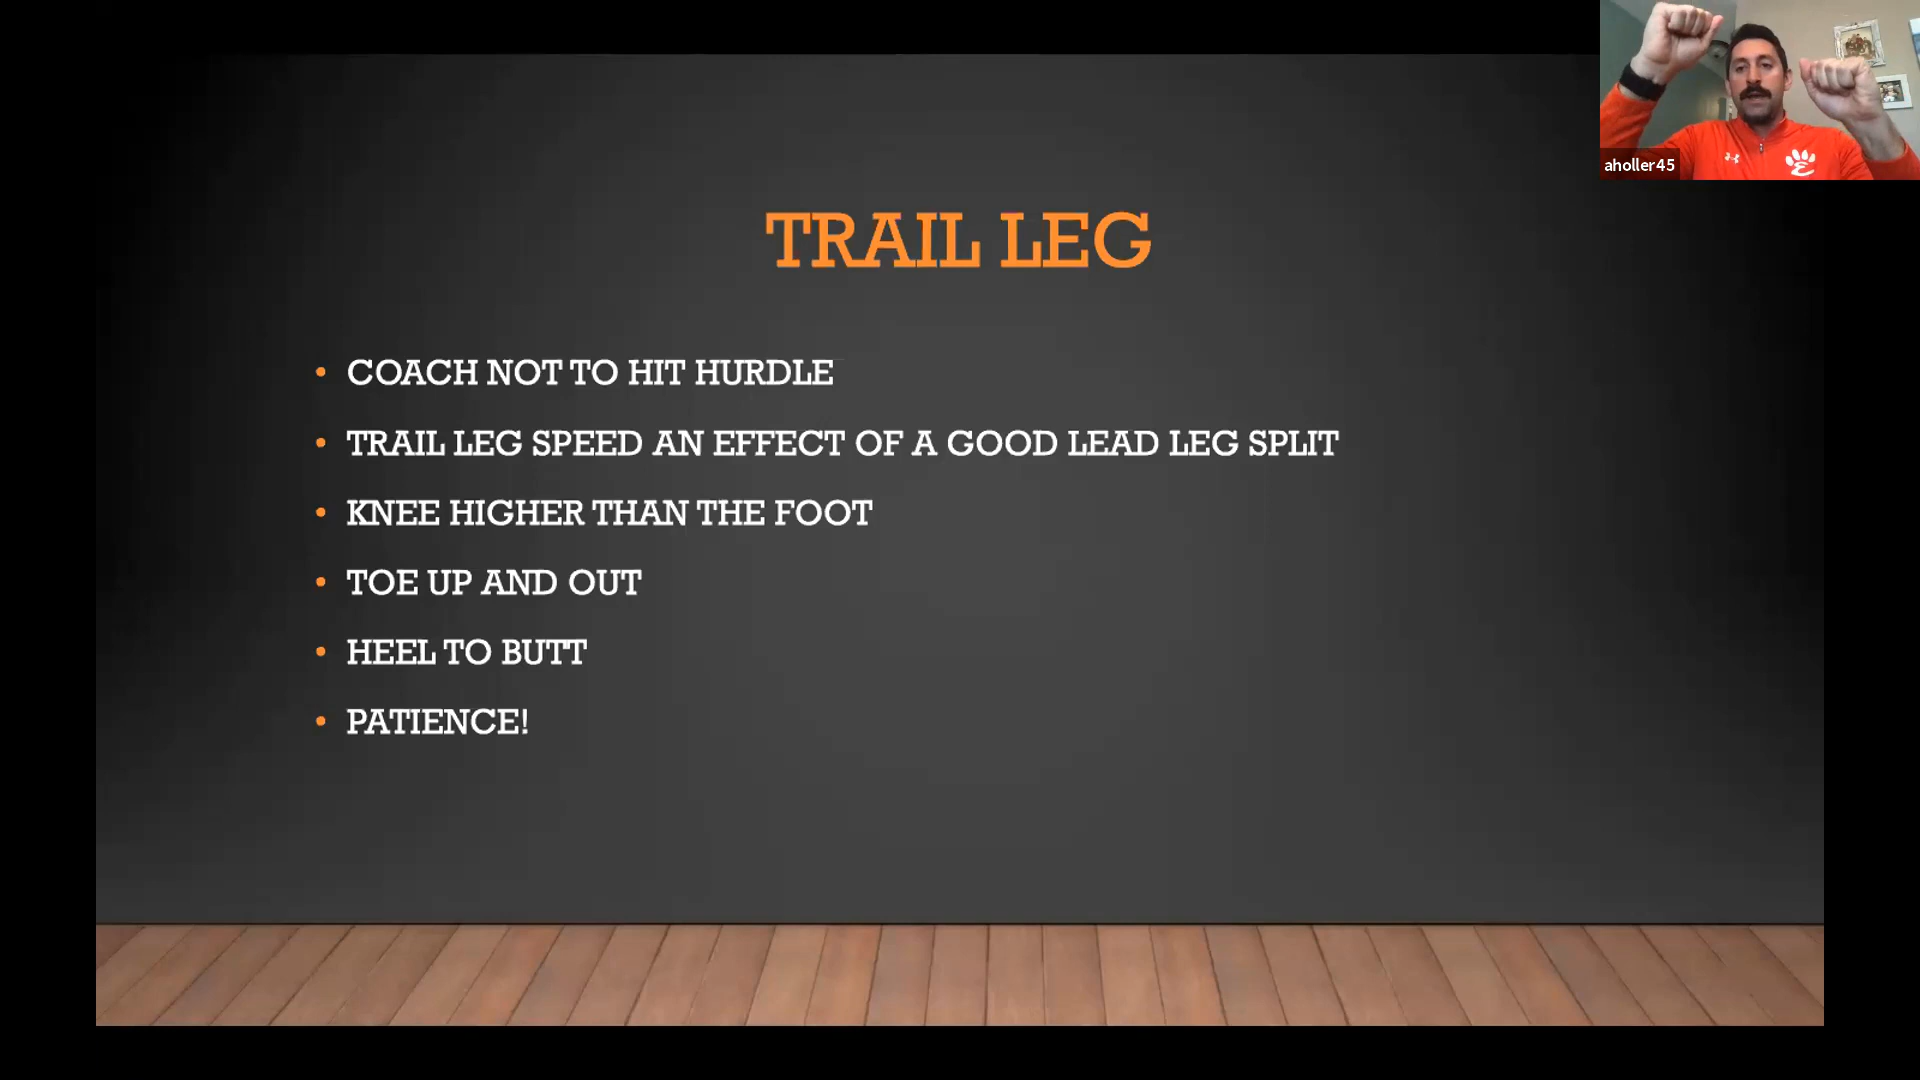 TRAIL LEG
• COACH NOT TO HIT HURDLE
• TRAIL LEG SPEED AN EFFECT OF A GOOD LEAD LEG SPLIT
• KNEE HIGHER THAN THE FOOT
• TOE UP AND OUT
• HEEL TO BUTT
• PATIENCE!
aholler45